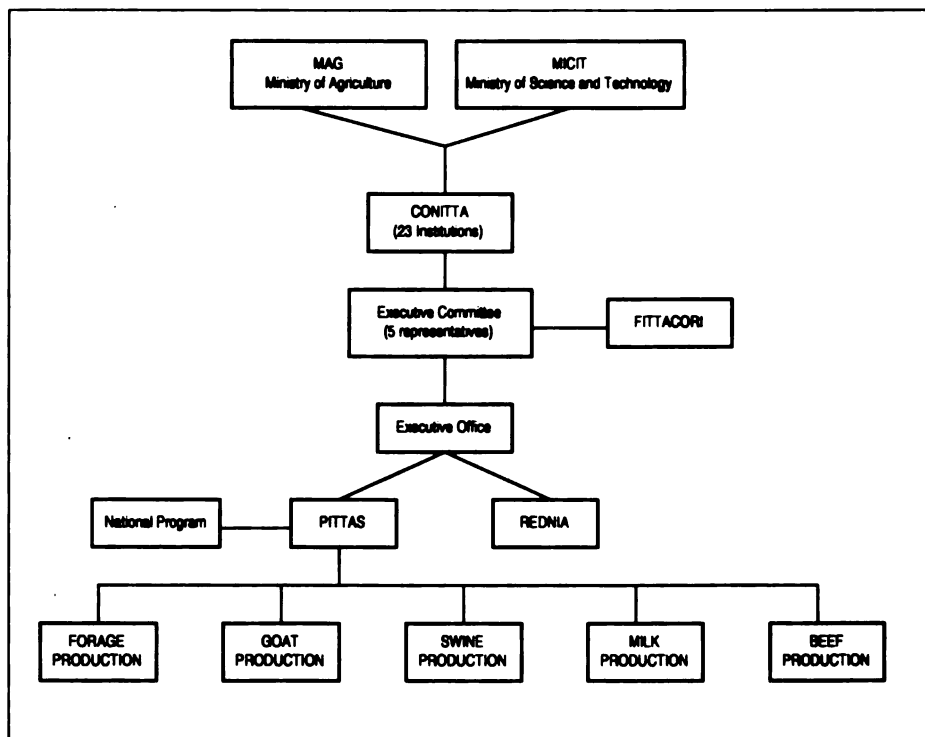 MAG
Ministry of Agriculture
MICIT
Ministry of Science and Technology
CONITTA
(23 Institutions)
Executive Committee
(5 representatives)
FITTACORI
Executive Office
National Program
PITTAS
REDNIA
FORAGE
PRODUCTION
GOAT
PRODUCTION
SWINE
PRODUCTION
MILK
PRODUCTION
BEEF
PRODUCTION